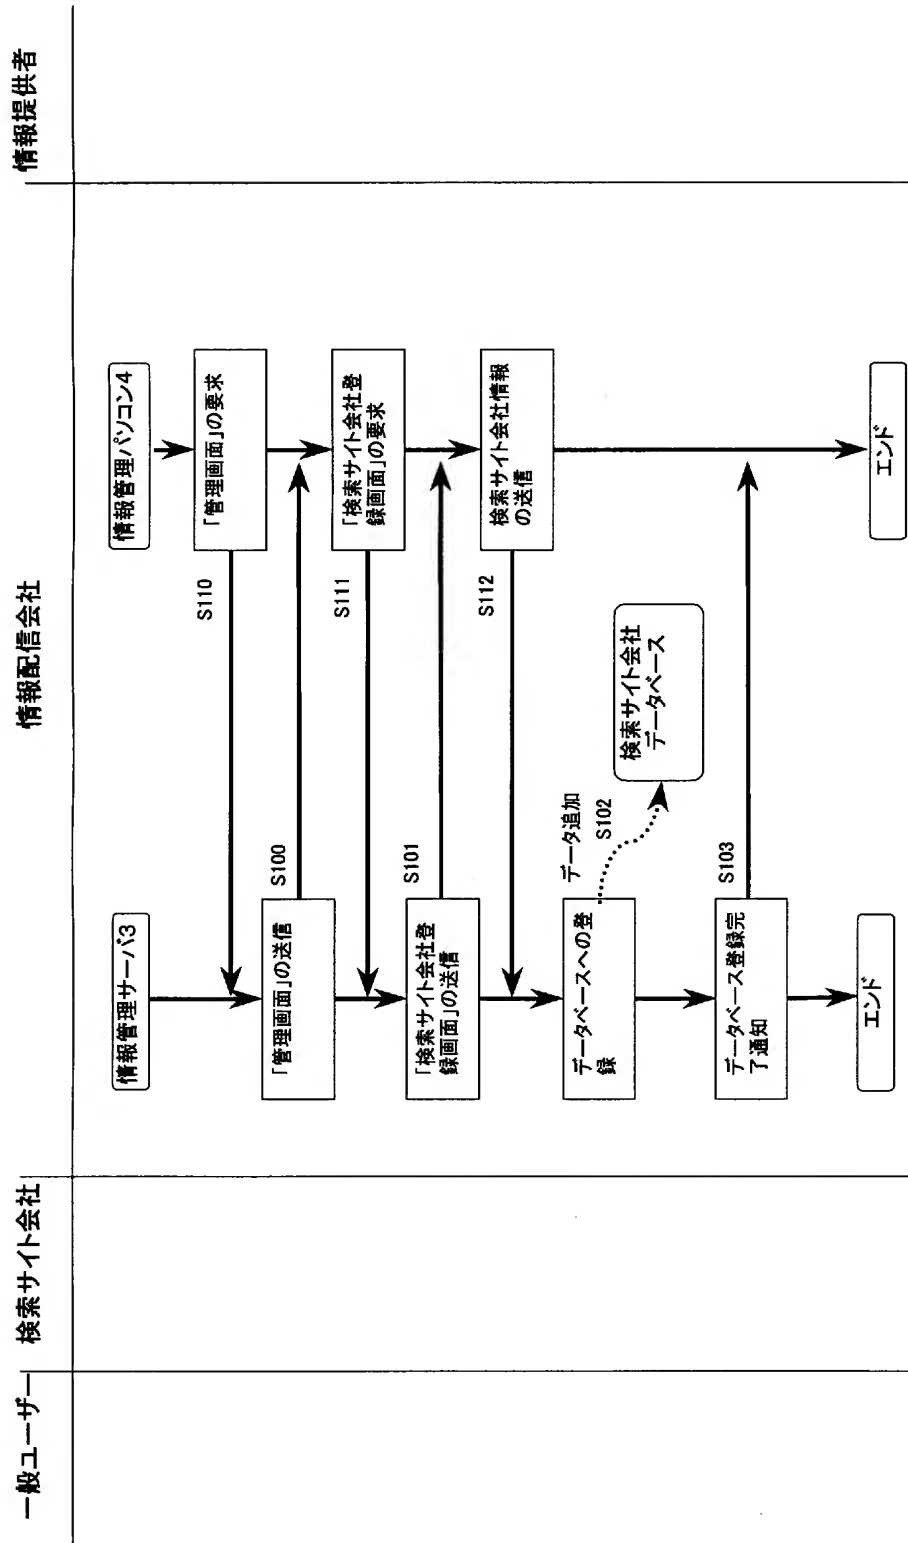 一般ユーザー
検索サイト会社
情報配信会社
情報提供者
情報管理サーバ3
情報管理パソコン4
「管理画面」の要求
S110
「管理画面」の送信
S100
「検索サイト会社登
録画面」の要求
S111
「検索サイト会社登
録画面」の送信
S101
検索サイト会社情報
の送信
S112
データベースへの登
録
データ追加
S102
検索サイト会社
データベース
データベース登録完
了通知
S103
エンド
エンド